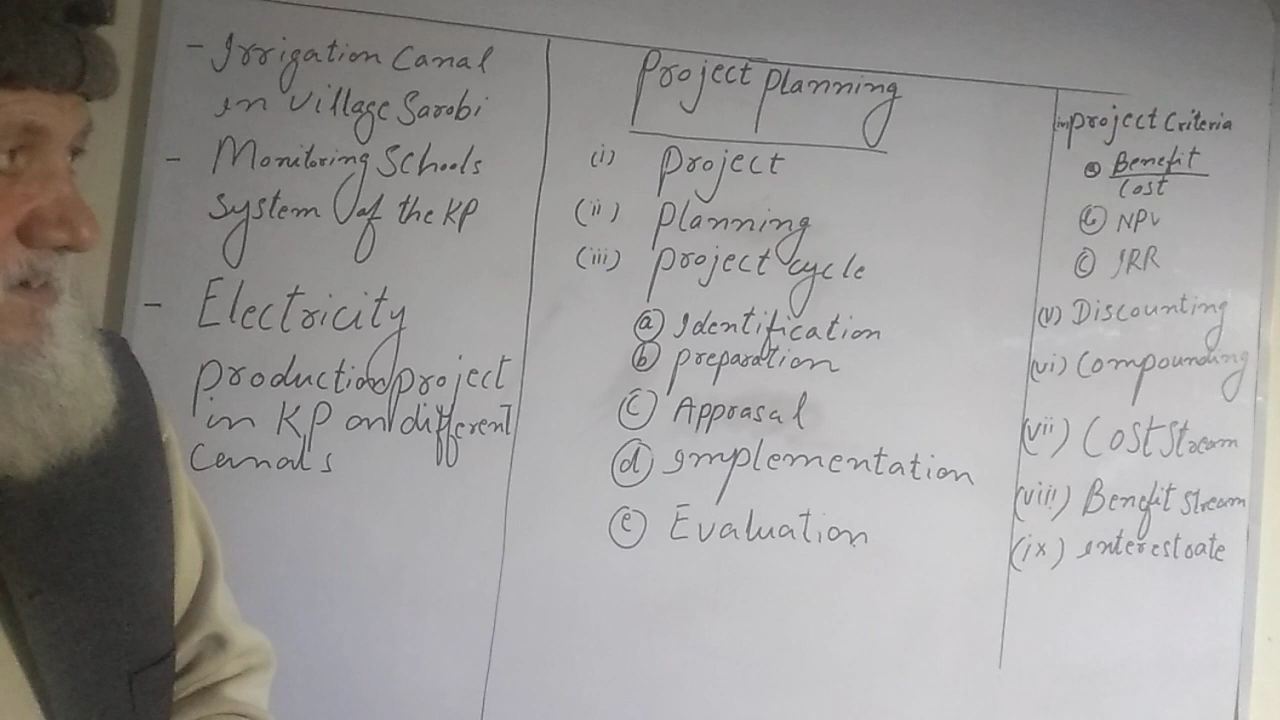 - Irrigation Canal
in village Sarobi
- Monitoring Schools
system of the KP
- Electricity
production project
in KP on different
Canals
Project planning
(i) Project
(ii) Planning
(iii) project cycle
(a) Identification
(b) preparation
(c) Apprasal
(d) Implementation
(e) Evaluation
project Criteria
(a) Benefit
Cost
(b) NPV
(c) IRR
(v) Discounting
(vi) Compounding
(vii) Cost Stream
(viii) Benefit Stream
(ix) interest rate